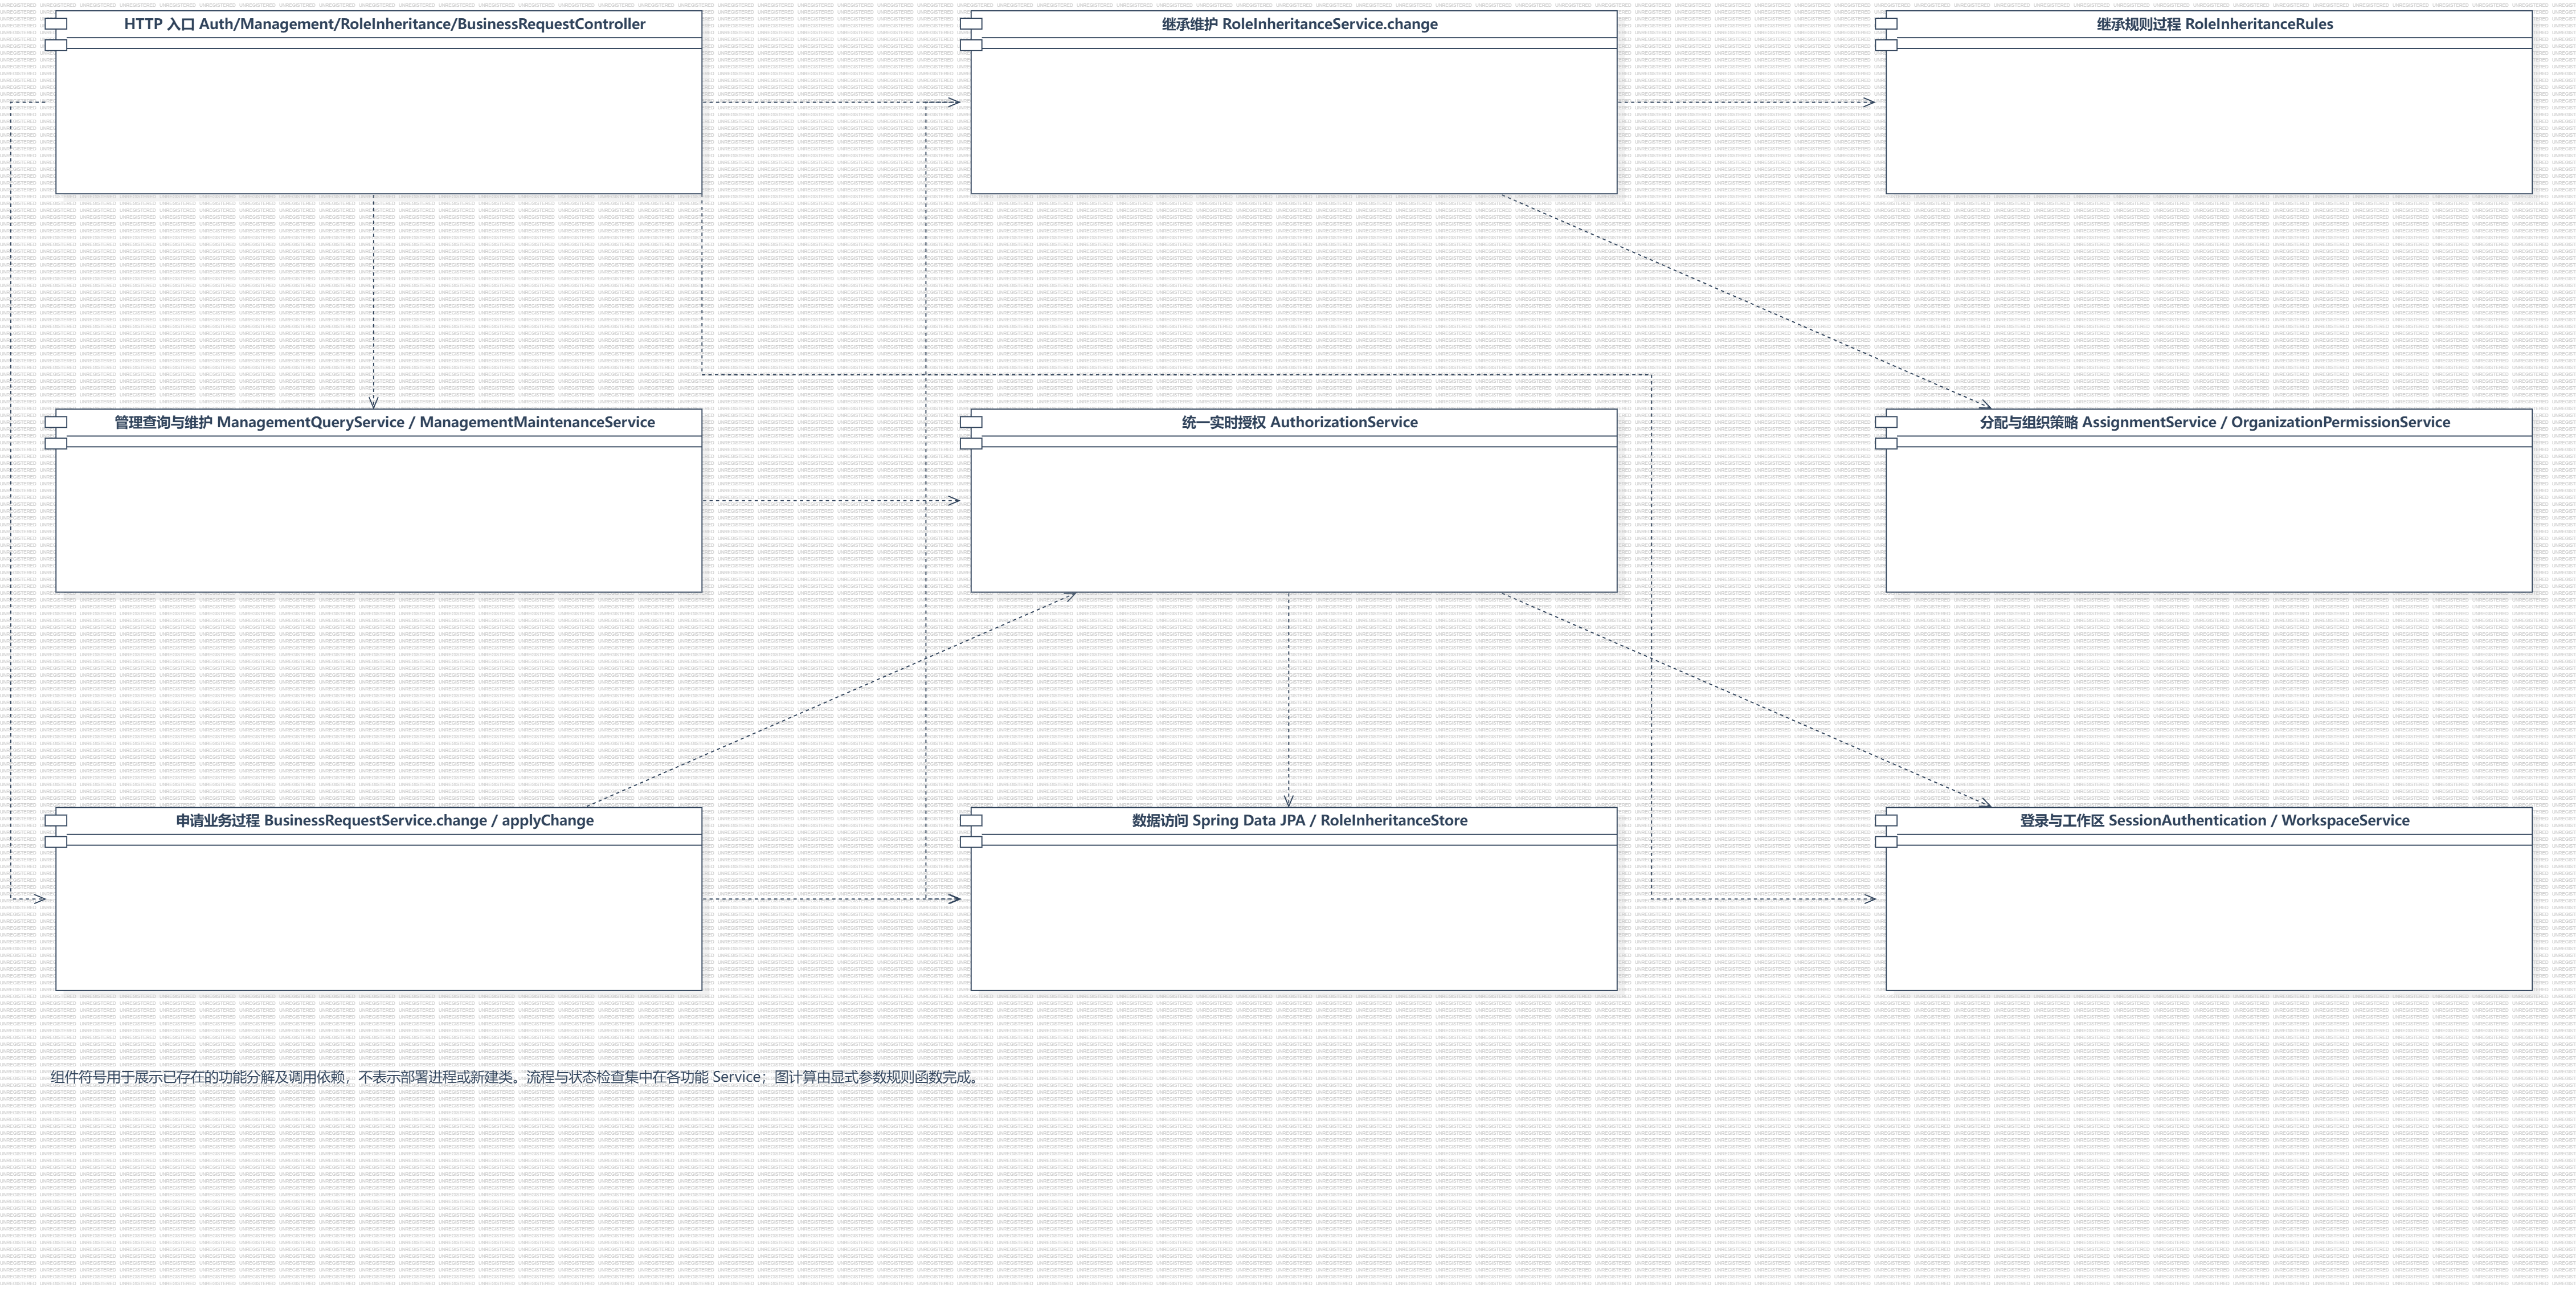 HTTP 入口 Auth/Management/RoleInheritance/BusinessRequestController
继承维护 RoleInheritanceService.change
继承规则过程 RoleInheritanceRules
管理查询与维护 ManagementQueryService / ManagementMaintenanceService
统一实时授权 AuthorizationService
分配与组织策略 AssignmentService / OrganizationPermissionService
申请业务过程 BusinessRequestService.change / applyChange
数据访问 Spring Data JPA / RoleInheritanceStore
登录与工作区 SessionAuthentication / WorkspaceService
组件符号用于展示已存在的功能分解及调用依赖，不表示部署进程或新建类。流程与状态检查集中在各功能 Service；图计算由显式参数规则函数完成。
UNREGISTERED